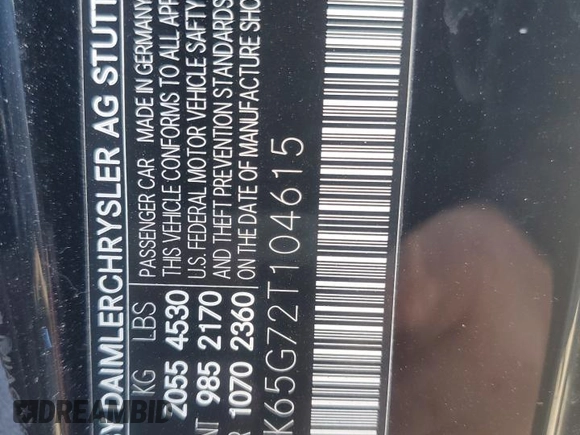 BY DAIMLERCHRYSLER AG STUTT
KG LBS PASSENGER CAR MADE IN GERMANY
2055 4530 THIS VEHICLE CONFORMS TO ALL APP
985 2170 U.S. FEDERAL MOTOR VEHICLE SAFETY
AND THEFT PREVENTION STANDARDS
1070 2360 ON THE DATE OF MANUFACTURE SHO
K65G72T104615
DREAMBID